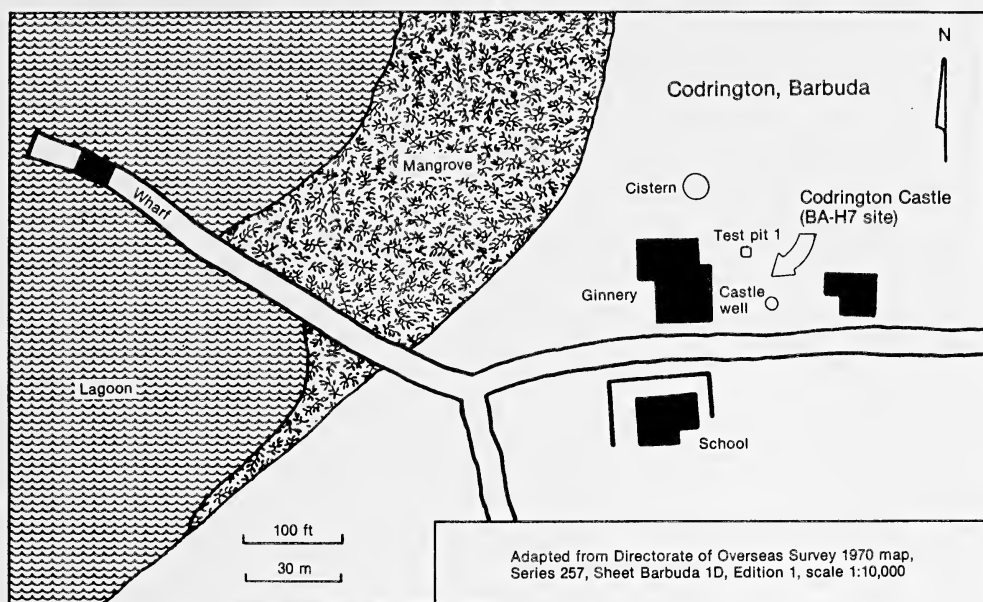 N
Codrington, Barbuda
Mangrove
Cistern
Codrington Castle
(BA-H7 site)
Wharf
Test pit 1
Ginnery
Castle
well
Lagoon
School
100 ft
30 m
Adapted from Directorate of Overseas Survey 1970 map,
Series 257, Sheet Barbuda 1D, Edition 1, scale 1:10,000